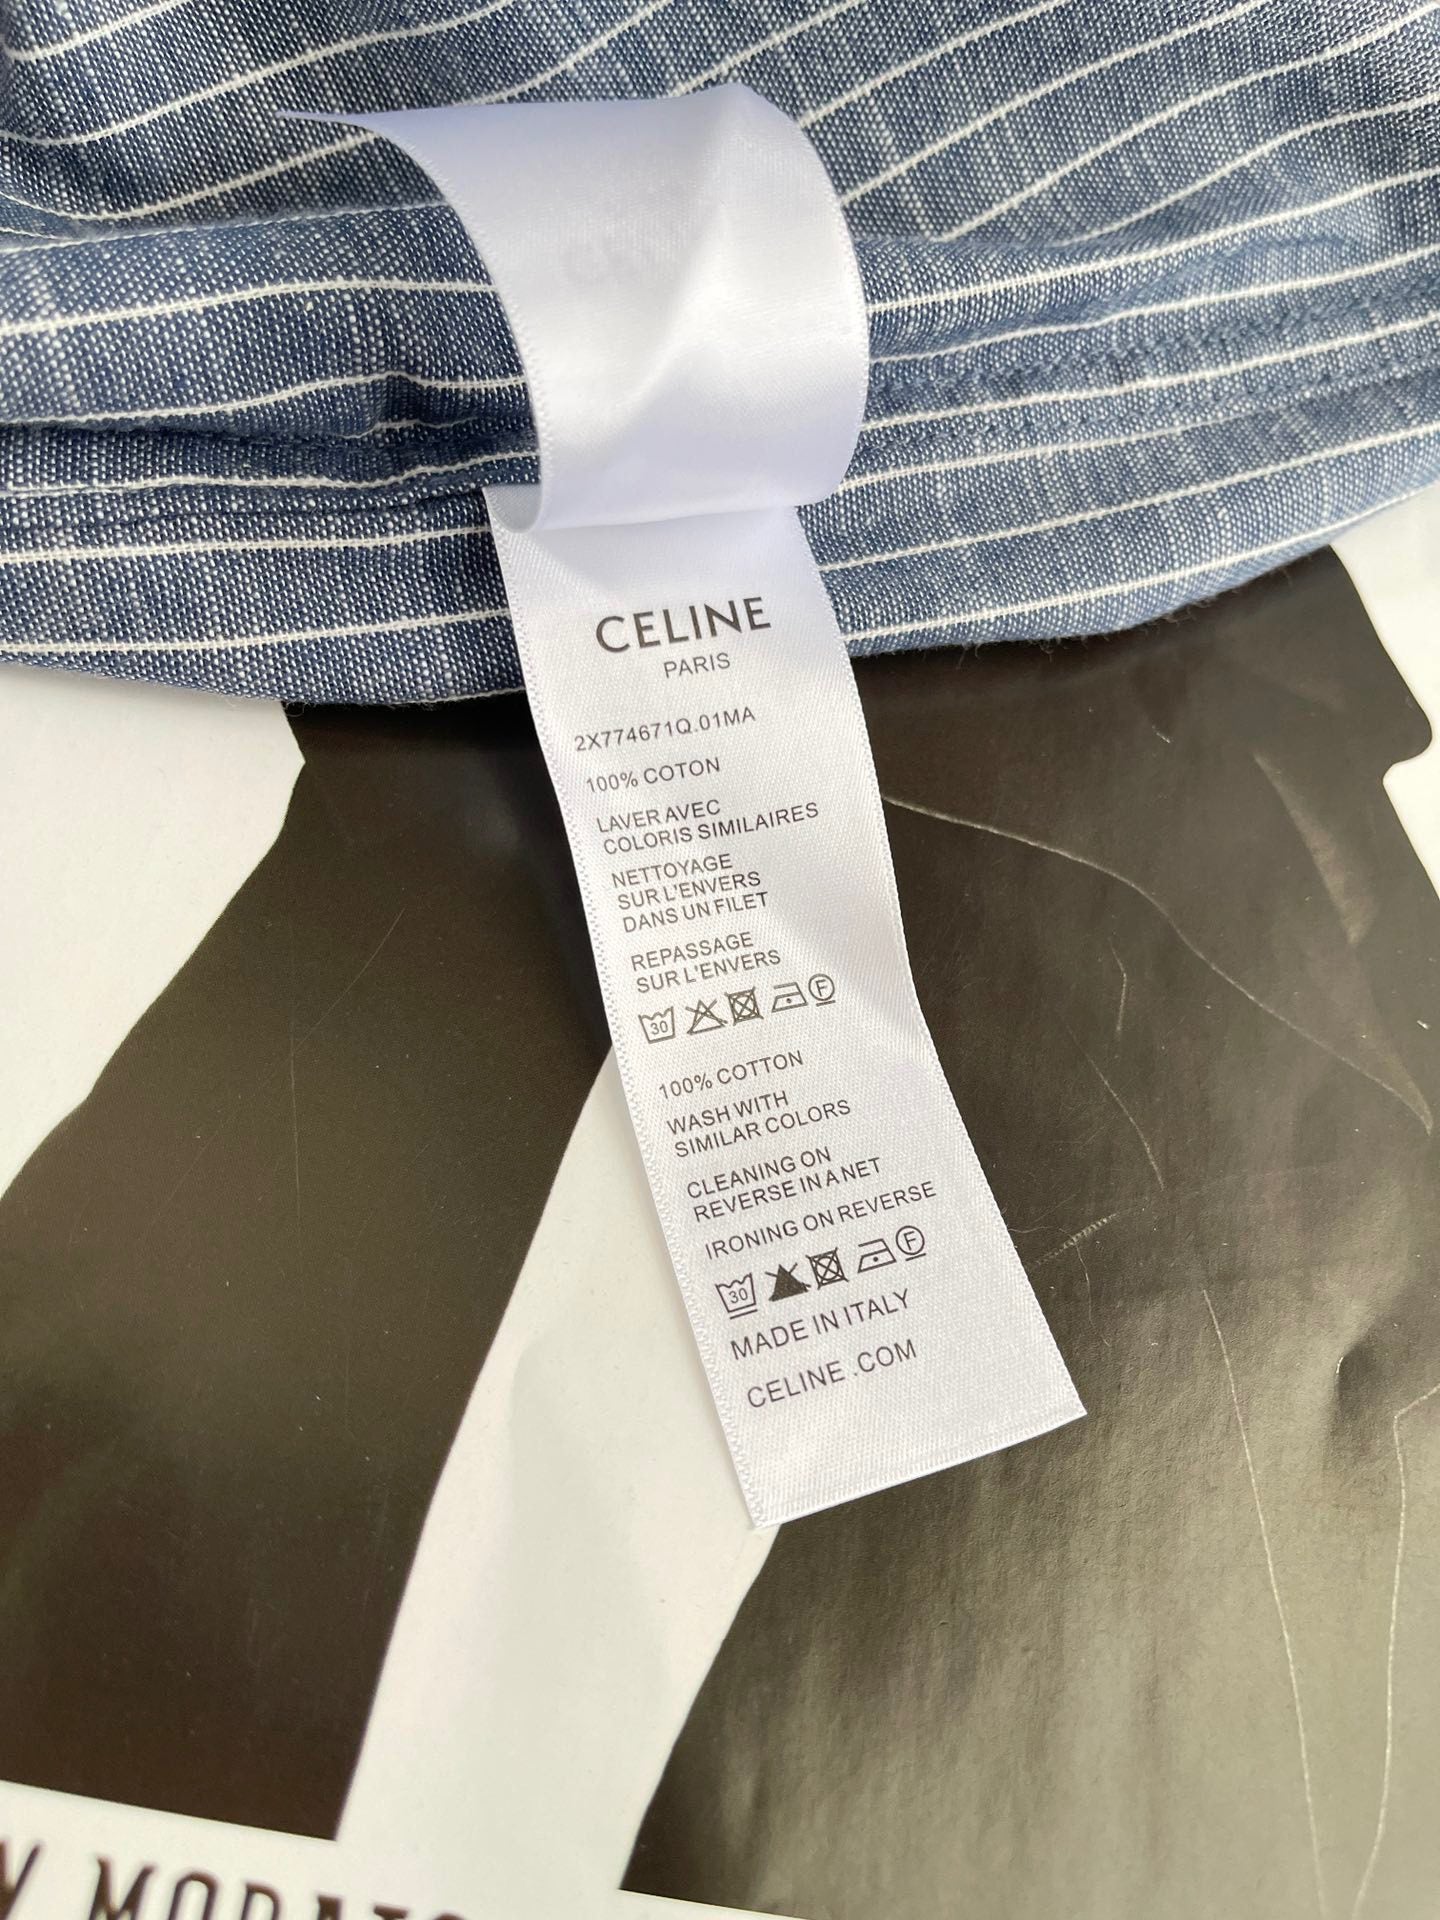 CELINE
PARIS
2X774671Q.01MA
100% COTON
LAVER AVEC
COLORIS SIMILAIRES
NETTOYAGE
SUR L'ENVERS
DANS UN FILET
REPASSAGE
SUR L'ENVERS
30 F
100% COTTON
WASH WITH
SIMILAR COLORS
CLEANING ON
REVERSE IN A NET
IRONING ON REVERSE
30 F
MADE IN ITALY
CELINE .COM